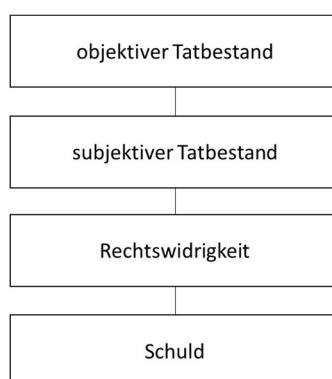 objektiver Tatbestand
subjektiver Tatbestand
Rechtswidrigkeit
Schuld